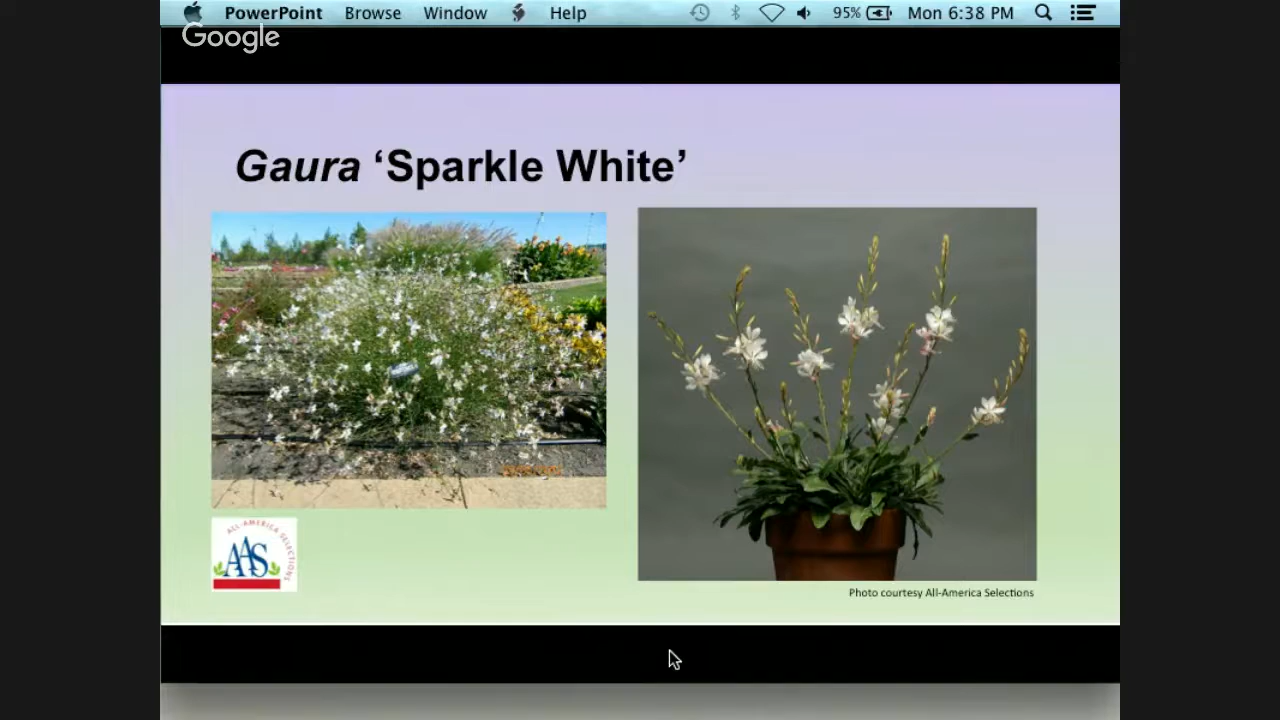 PowerPoint Browse Window Help 95% Mon 6:38 PM
Google
Gaura ‘Sparkle White’
ALL-AMERICA SELECTIONS
AAS
Photo courtesy All-America Selections